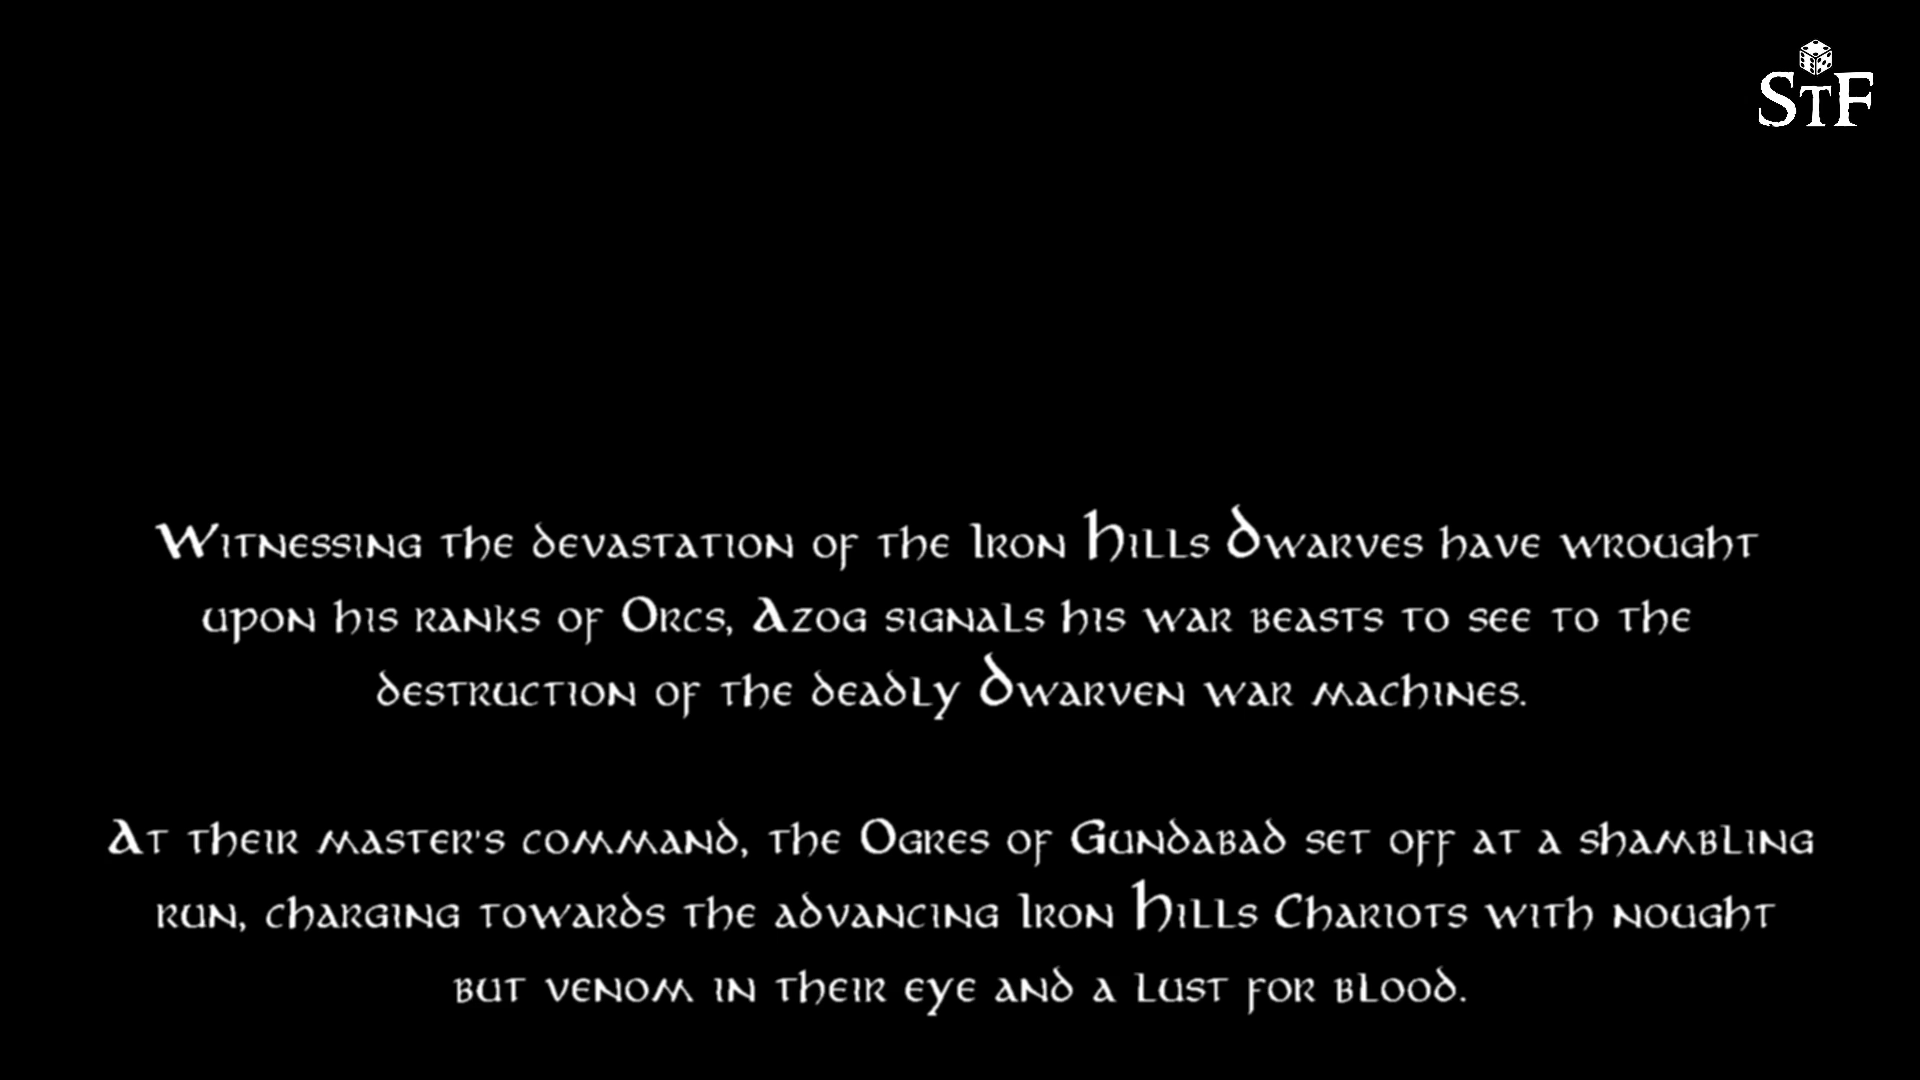 StF
Witnessing the devastation of the Iron Hills Dwarves have wrought
upon his ranks of Orcs, Azog signals his war beasts to see to the
destruction of the deadly Dwarven war machines.
At their master's command, the Ogres of Gundabad set off at a shambling
run, charging towards the advancing Iron Hills Chariots with nought
but venom in their eye and a lust for blood.